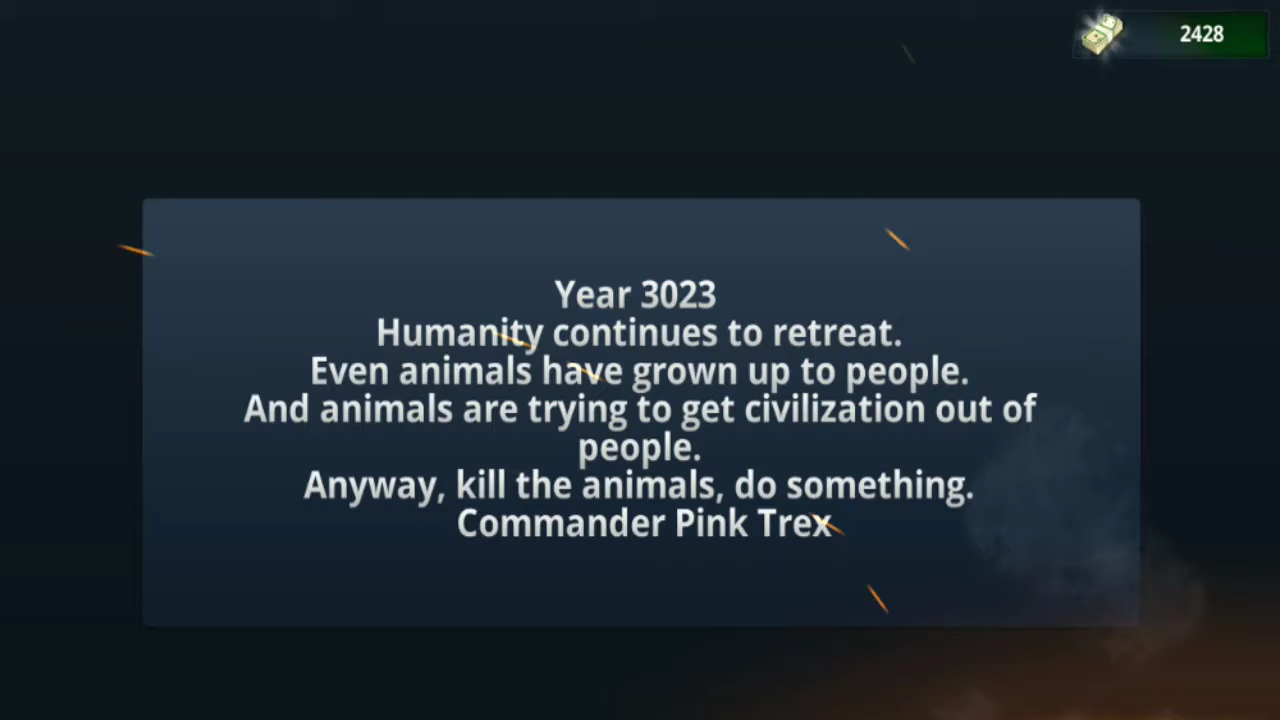 2428
Year 3023
Humanity continues to retreat.
Even animals have grown up to people.
And animals are trying to get civilization out of
people.
Anyway, kill the animals, do something.
Commander Pink Trex